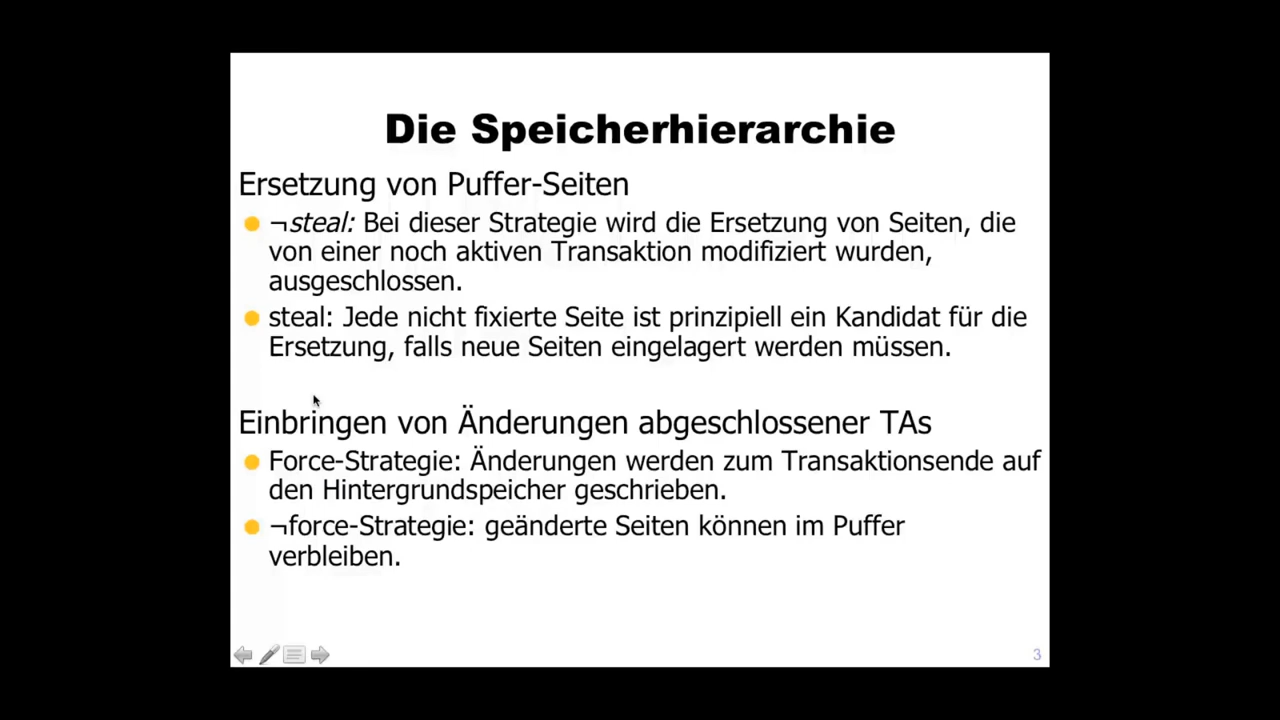 Die Speicherhierarchie
Ersetzung von Puffer-Seiten
¬steal: Bei dieser Strategie wird die Ersetzung von Seiten, die
von einer noch aktiven Transaktion modifiziert wurden,
ausgeschlossen.
steal: Jede nicht fixierte Seite ist prinzipiell ein Kandidat für die
Ersetzung, falls neue Seiten eingelagert werden müssen.
Einbringen von Änderungen abgeschlossener TAs
Force-Strategie: Änderungen werden zum Transaktionsende auf
den Hintergrundspeicher geschrieben.
¬force-Strategie: geänderte Seiten können im Puffer
verbleiben.
3